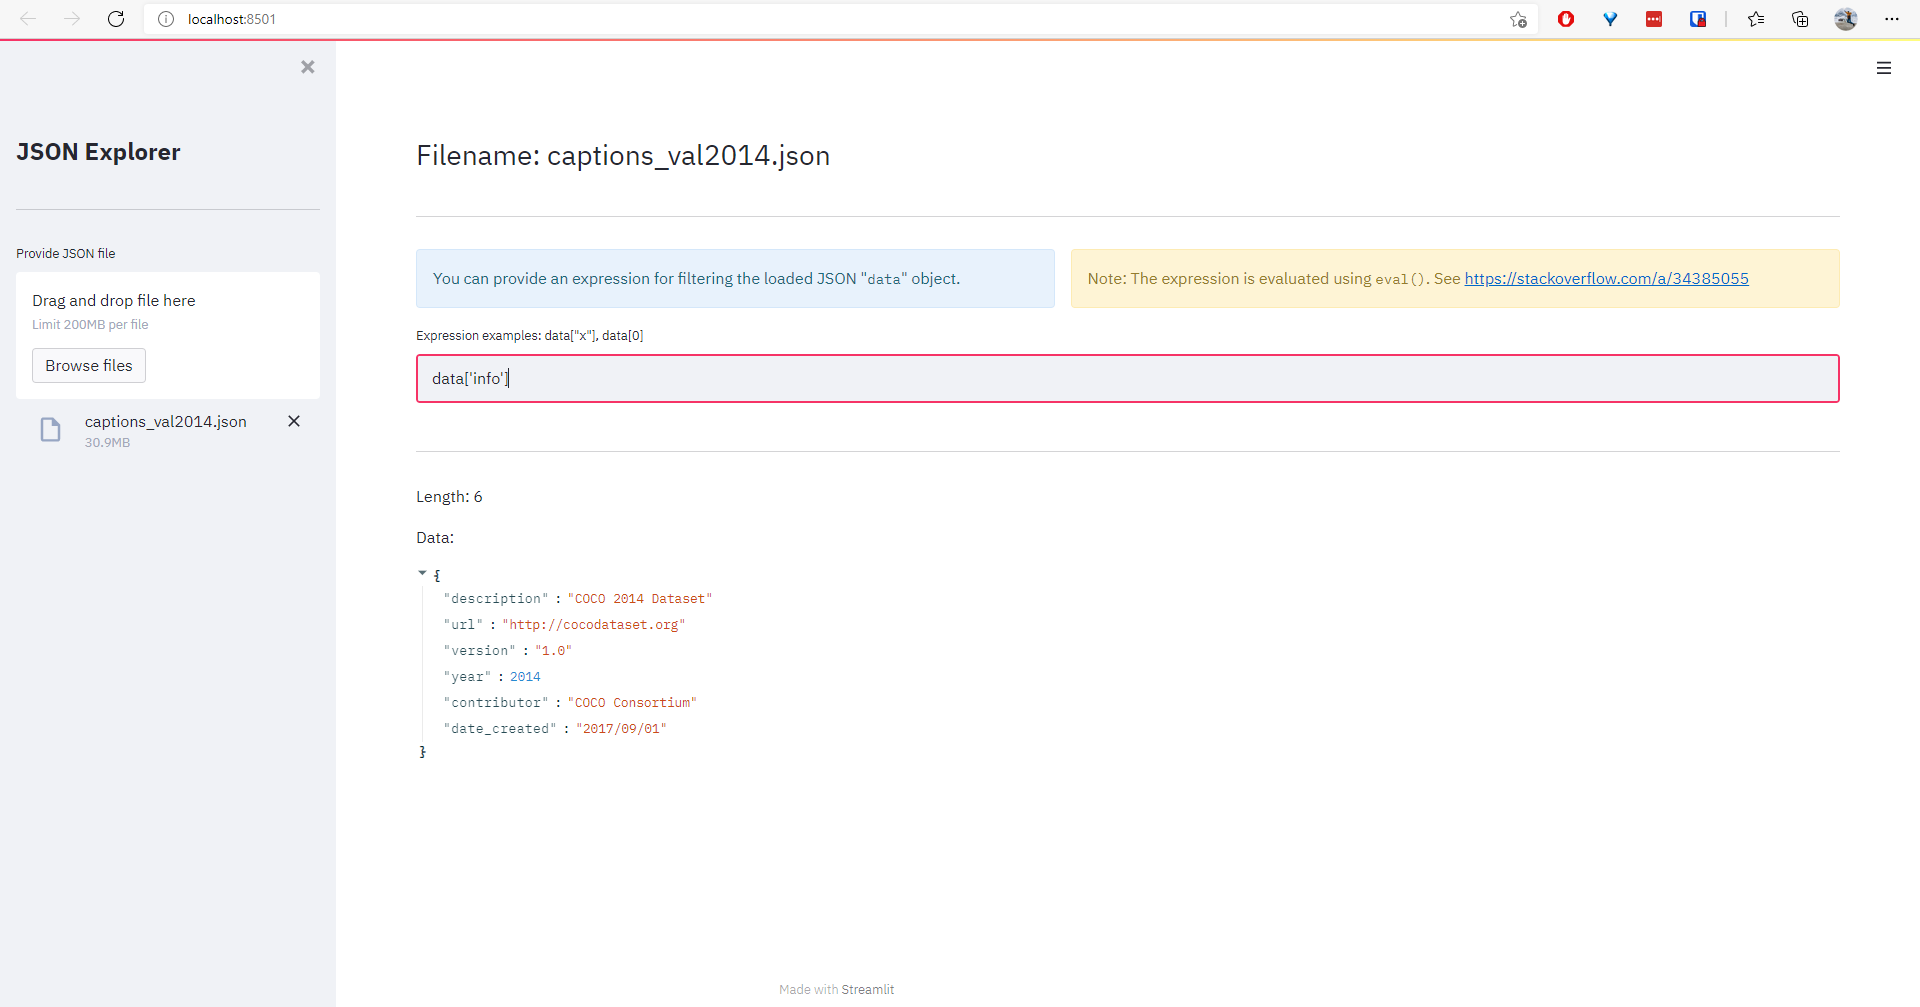 localhost:8501
JSON Explorer
Provide JSON file
Drag and drop file here
Limit 200MB per file
Browse files
captions_val2014.json
30.9MB
Filename: captions_val2014.json
You can provide an expression for filtering the loaded JSON "data" object.
Note: The expression is evaluated using eval(). See https://stackoverflow.com/a/34385055
Expression examples: data["x"], data[0]
data['info']
Length: 6
Data:
{
"description" : "COCO 2014 Dataset"
"url" : "http://cocodataset.org"
"version" : "1.0"
"year" : 2014
"contributor" : "COCO Consortium"
"date_created" : "2017/09/01"
}
Made with Streamlit